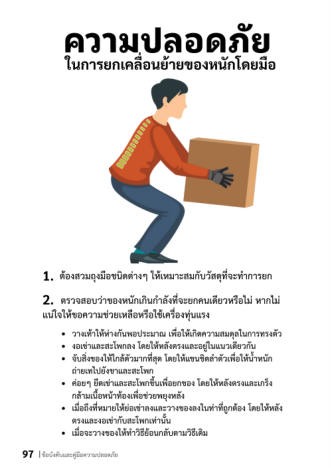 ความปลอดภัย
ในการยกเคลื่อนย้ายของหนักโดยมือ
1. ต้องสวมถุงมือชนิดต่างๆ ให้เหมาะสมกับวัสดุที่จะทำการยก
2. ตรวจสอบว่าของหนักเกินกำลังที่จะยกคนเดียวหรือไม่ หากไม่
แน่ใจให้ขอความช่วยเหลือหรือใช้เครื่องทุ่นแรง
• วางเท้าให้ห่างกันพอประมาณ เพื่อให้เกิดความสมดุลในการทรงตัว
• งอเข่าและสะโพกลง โดยให้หลังตรงและอยู่ในแนวเดียวกัน
• จับสิ่งของให้ใกล้ตัวมากที่สุด โดยให้แขนชิดลำตัวเพื่อให้น้ำหนัก
ถ่ายเทไปยังขาและสะโพก
• ค่อยๆ ยืดเข่าและสะโพกขึ้นเพื่อยกของ โดยให้หลังตรงและเกร็ง
กล้ามเนื้อหน้าท้องเพื่อช่วยพยุงหลัง
• เมื่อถึงที่หมายให้ย่อเข่าลงและวางของลงในท่าที่ถูกต้อง โดยให้หลัง
ตรงและงอเข่ากับสะโพกเท่านั้น
• เมื่อจะวางของให้ทำวิธีย้อนกลับตามวิธีเดิม
97 | ข้อบังคับและคู่มือความปลอดภัย